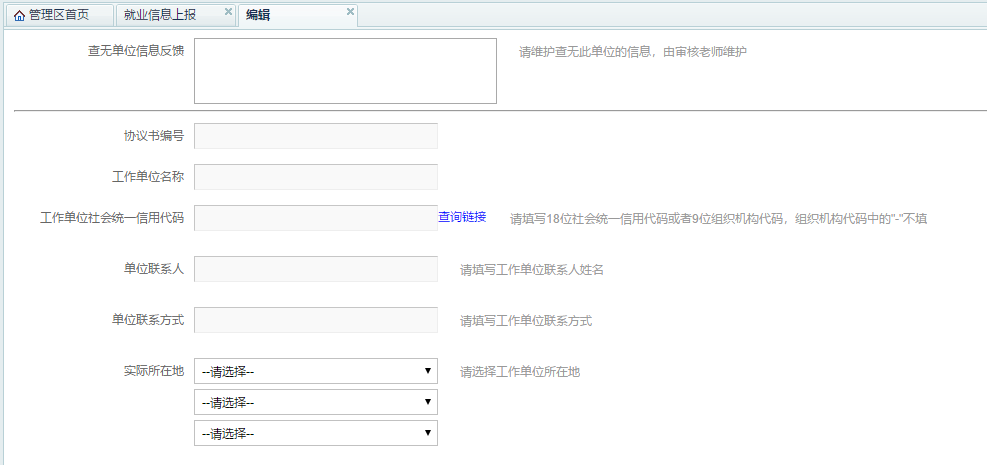 管理区首页 就业信息上报 编辑
查无单位信息反馈 请维护查无此单位的信息，由审核老师维护
协议书编号
工作单位名称
工作单位社会统一信用代码 查询链接 请填写18位社会统一信用代码或者9位组织机构代码，组织机构代码中的"-"不填
单位联系人 请填写工作单位联系人姓名
单位联系方式 请填写工作单位联系方式
实际所在地 --请选择-- 请选择工作单位所在地
--请选择--
--请选择--